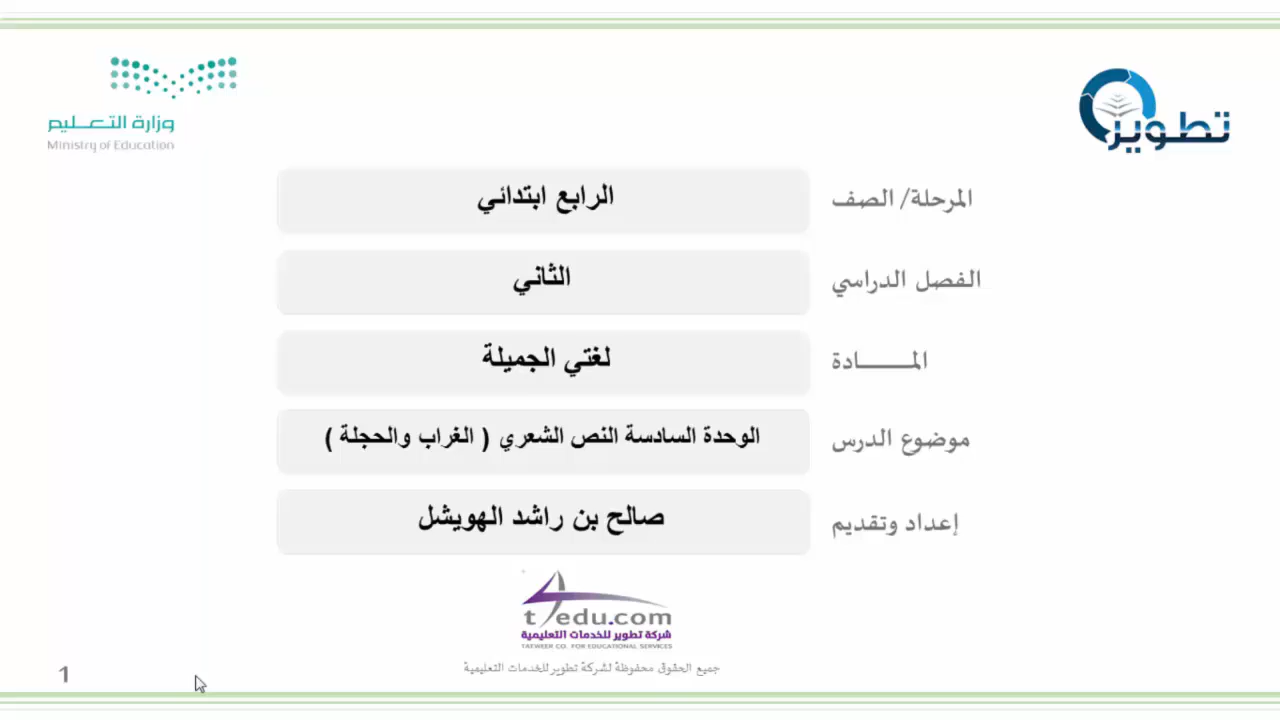 وزارة التعـــليم
Ministry of Education
تطوير
المرحلة/ الصف
الرابع ابتدائي
الفصل الدراسي
الثاني
المـــــــادة
لغتي الجميلة
موضوع الدرس
الوحدة السادسة النص الشعري ( الغراب والحجلة )
إعداد وتقديم
صالح بن راشد الهويشل
t4edu.com
شركة تطوير للخدمات التعليمية
TATWEER CO. FOR EDUCATIONAL SERVICES
جميع الحقوق محفوظة لشركة تطوير للخدمات التعليمية
1